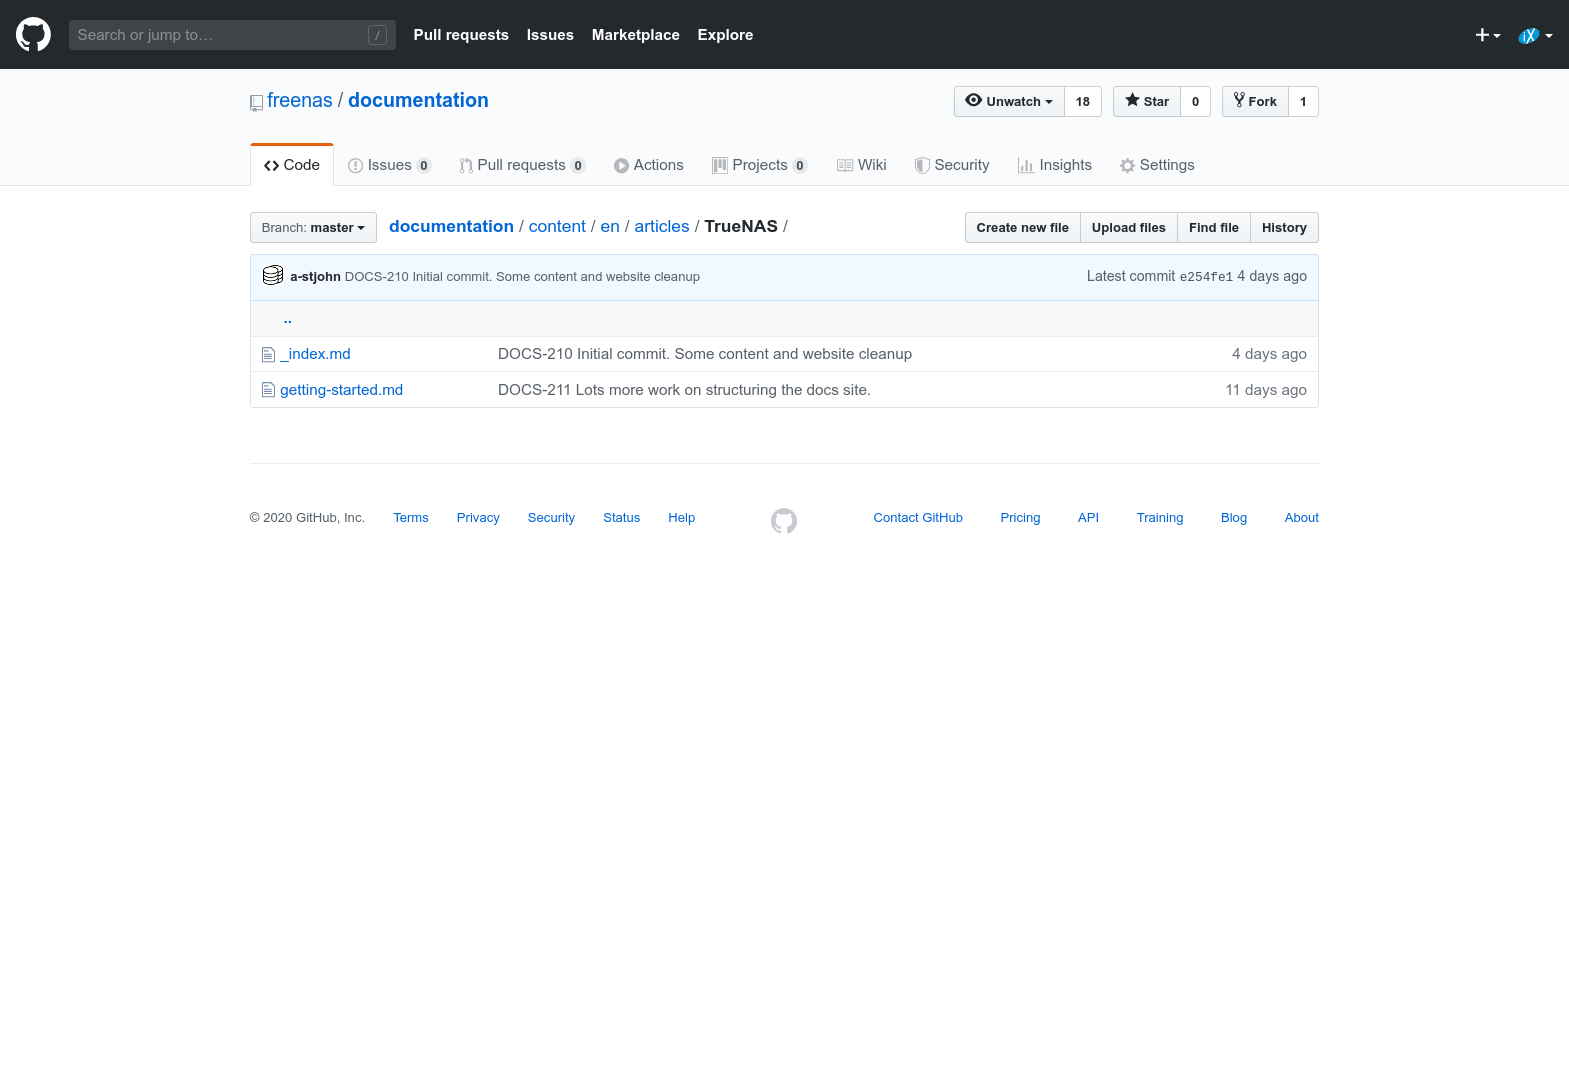 Search or jump to… / Pull requests Issues Marketplace Explore
iX
freenas / documentation Unwatch 18 Star 0 Fork 1
Code Issues 0 Pull requests 0 Actions Projects 0 Wiki Security Insights Settings
Branch: master documentation / content / en / articles / TrueNAS / Create new file Upload files Find file History
a-stjohn DOCS-210 Initial commit. Some content and website cleanup Latest commit e254fe1 4 days ago
..
_index.md DOCS-210 Initial commit. Some content and website cleanup 4 days ago
getting-started.md DOCS-211 Lots more work on structuring the docs site. 11 days ago
© 2020 GitHub, Inc. Terms Privacy Security Status Help Contact GitHub Pricing API Training Blog About